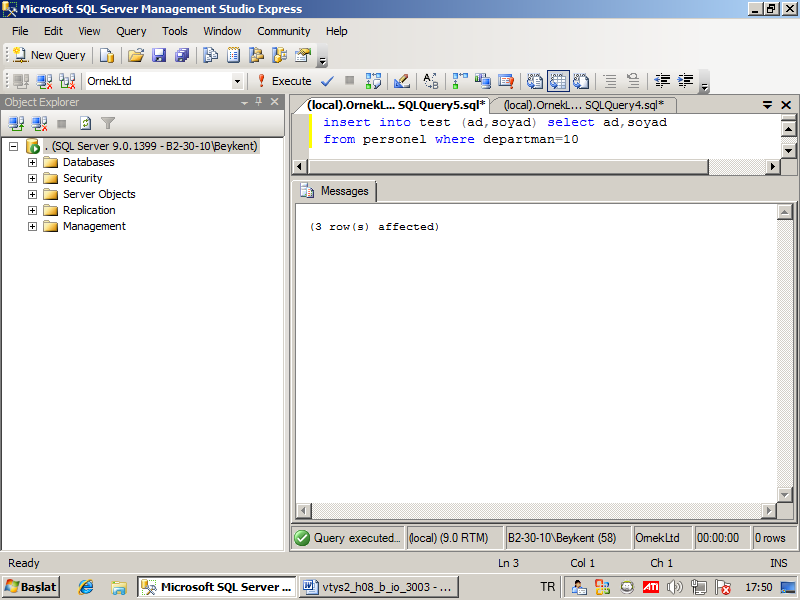 Microsoft SQL Server Management Studio Express
File Edit View Query Tools Window Community Help
New Query
OrnekLtd Execute
Object Explorer
. (SQL Server 9.0.1399 - B2-30-10\Beykent)
Databases
Security
Server Objects
Replication
Management
(local).OrnekL... SQLQuery5.sql* (local).OrnekL... SQLQuery4.sql*
insert into test (ad,soyad) select ad,soyad
from personel where departman=10
Messages
(3 row(s) affected)
Query executed... (local) (9.0 RTM) B2-30-10\Beykent (58) OrnekLtd 00:00:00 0 rows
Ready Ln 3 Col 1 Ch 1 INS
Başlat Microsoft SQL Server ... vtys2_h08_b_io_3003 - ... TR ATI 17:50